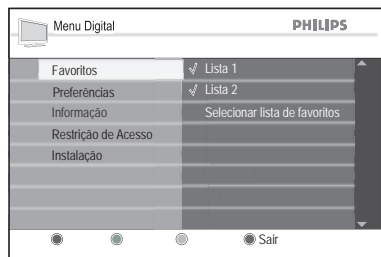 Menu Digital
PHILIPS
Favoritos
Lista 1
Preferências
Lista 2
Informação
Selecionar lista de favoritos
Restrição de Acesso
Instalação
Sair